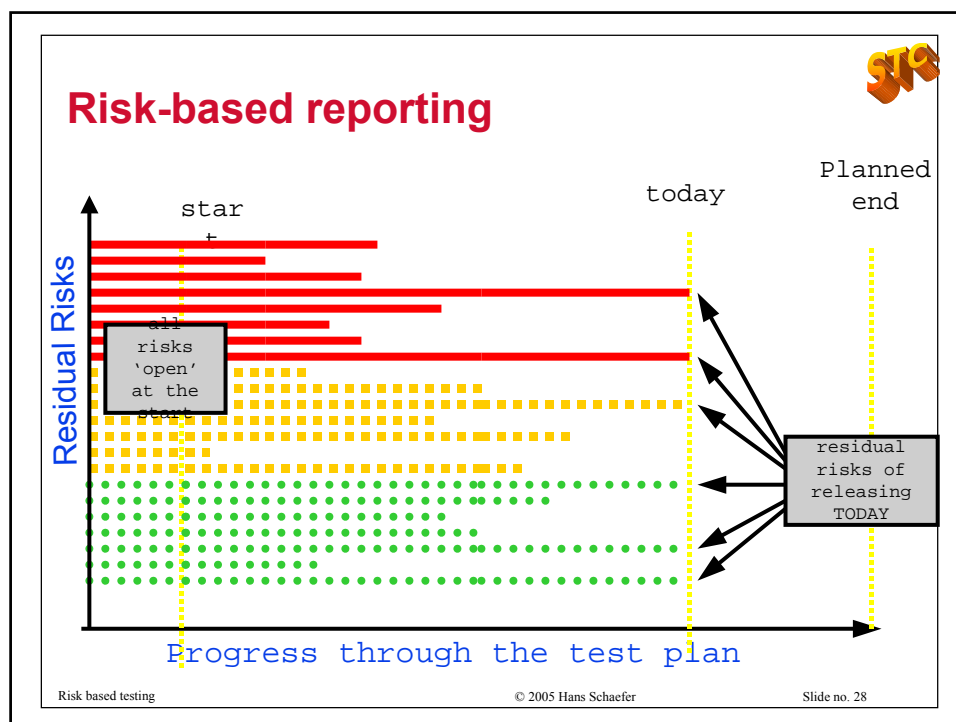 STC
Risk-based reporting
Planned
end
today
star
t
Residual Risks
all
risks
‘open’
at the
start
residual
risks of
releasing
TODAY
Progress through the test plan
Risk based testing
© 2005 Hans Schaefer
Slide no. 28